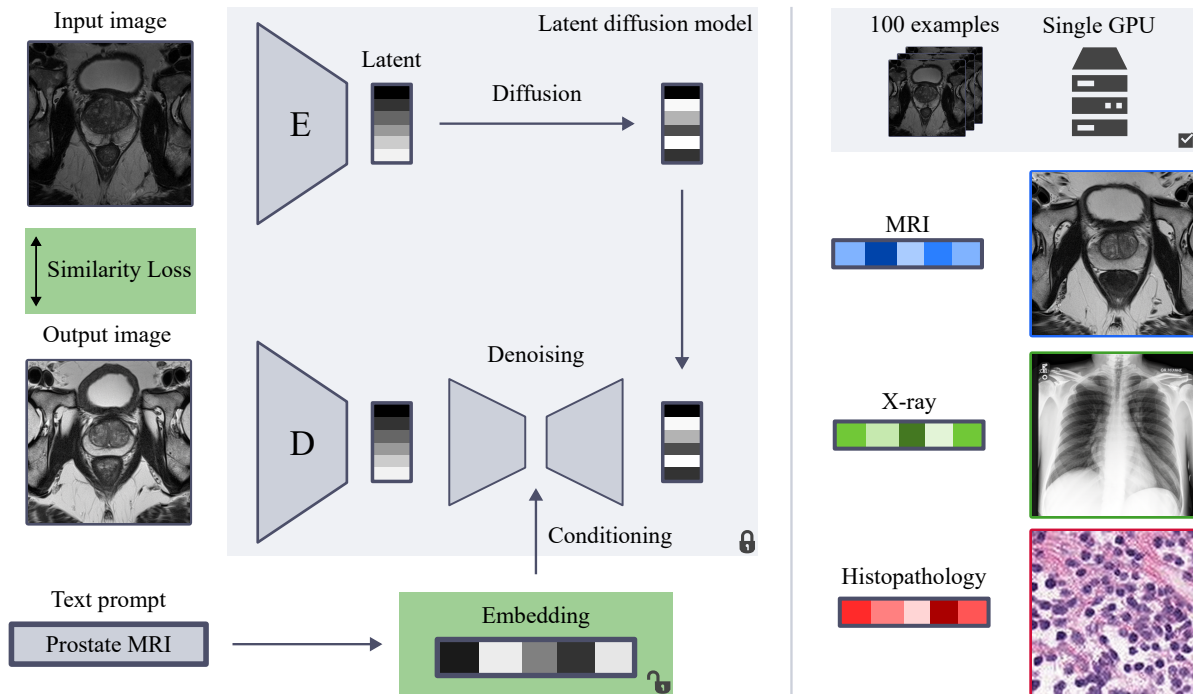 Input image
Latent diffusion model
Latent
E
Diffusion
Similarity Loss
Output image
Denoising
D
Conditioning
Text prompt
Prostate MRI
Embedding
100 examples
Single GPU
MRI
X-ray
Histopathology